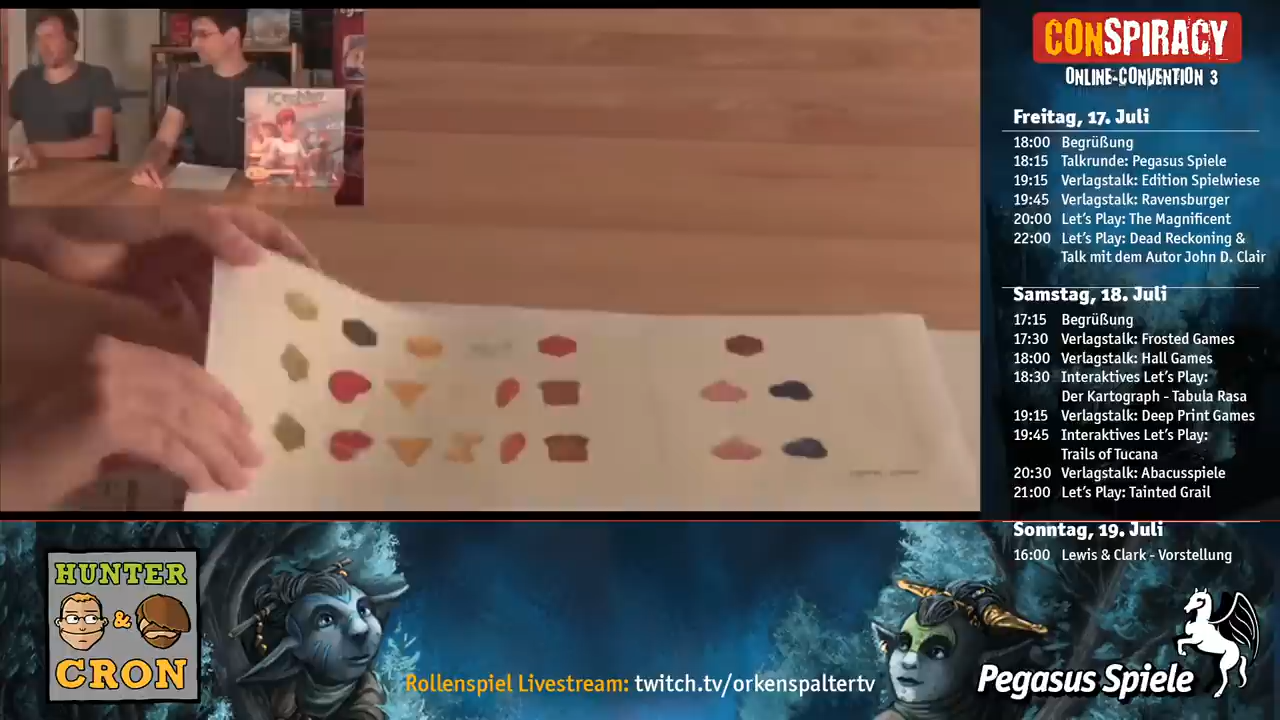 CONSPIRACY
ONLINE-CONVENTION 3
Freitag, 17. Juli
18:00 Begrüßung
18:15 Talkrunde: Pegasus Spiele
19:15 Verlagstalk: Edition Spielwiese
19:45 Verlagstalk: Ravensburger
20:00 Let's Play: The Magnificent
22:00 Let's Play: Dead Reckoning &
Talk mit dem Autor John D. Clair
Samstag, 18. Juli
17:15 Begrüßung
17:30 Verlagstalk: Frosted Games
18:00 Verlagstalk: Hall Games
18:30 Interaktives Let's Play:
Der Kartograph - Tabula Rasa
19:15 Verlagstalk: Deep Print Games
19:45 Interaktives Let's Play:
Trails of Tucana
20:30 Verlagstalk: Abacusspiele
21:00 Let's Play: Tainted Grail
Sonntag, 19. Juli
16:00 Lewis & Clark - Vorstellung
HUNTER
&
CRON
Rollenspiel Livestream: twitch.tv/orkenspaltertv
Pegasus Spiele